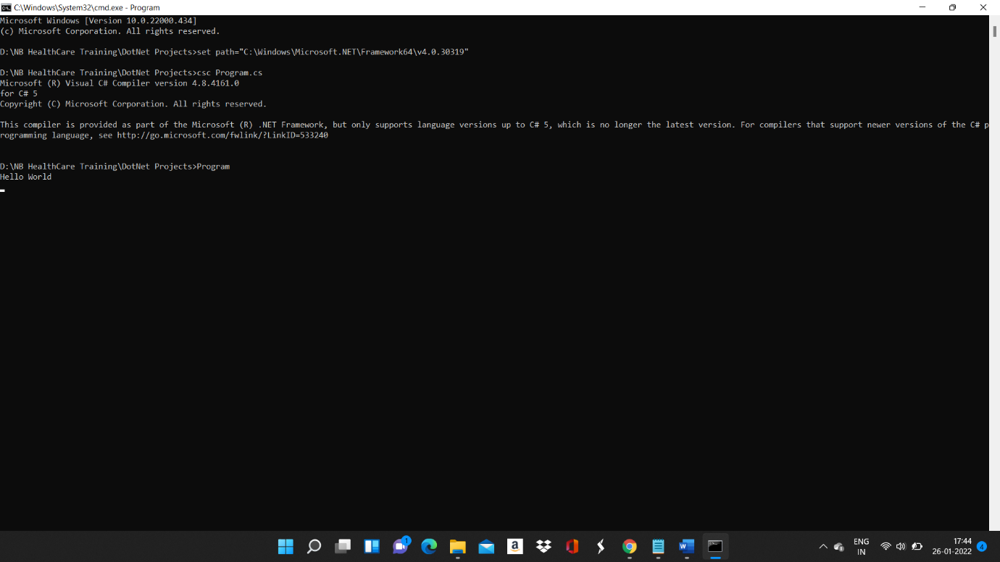 C:\Windows\System32\cmd.exe - Program
Microsoft Windows [Version 10.0.22000.434]
(c) Microsoft Corporation. All rights reserved.
D:\NB HealthCare Training\DotNet Projects>set path="C:\Windows\Microsoft.NET\Framework64\v4.0.30319"
D:\NB HealthCare Training\DotNet Projects>csc Program.cs
Microsoft (R) Visual C# Compiler version 4.8.4161.0
for C# 5
Copyright (C) Microsoft Corporation. All rights reserved.
This compiler is provided as part of the Microsoft (R) .NET Framework, but only supports language versions up to C# 5, which is no longer the latest version. For compilers that support newer versions of the C# p
rogramming language, see http://go.microsoft.com/fwlink/?LinkID=533240
D:\NB HealthCare Training\DotNet Projects>Program
Hello World
1
a
W
ENG
IN
17:44
26-01-2022
4